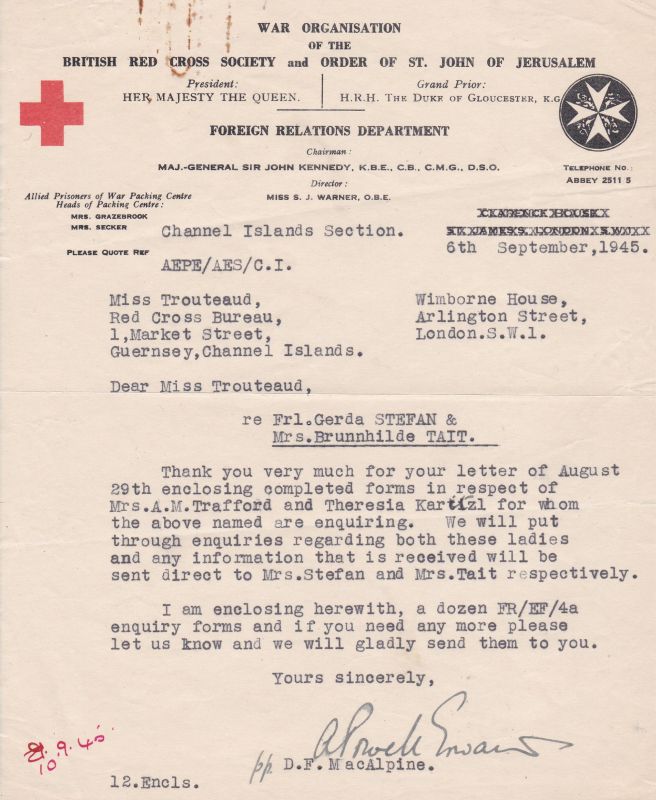 WAR ORGANISATION
OF THE
BRITISH RED CROSS SOCIETY and ORDER OF ST. JOHN OF JERUSALEM
President:
HER MAJESTY THE QUEEN.
Grand Prior:
H.R.H. THE DUKE OF GLOUCESTER, K.G.
FOREIGN RELATIONS DEPARTMENT
Chairman:
MAJ.-GENERAL SIR JOHN KENNEDY, K.B.E., C.B., C.M.G., D.S.O.
Director:
MISS S. J. WARNER, O.B.E.
TELEPHONE NO.:
ABBEY 2511 5
Allied Prisoners of War Packing Centre
Heads of Packing Centre:
MRS. GRAZEBROOK
MRS. SECKER
PLEASE QUOTE REF
Channel Islands Section.
AEPE/AES/C.I.
CLARENCE HOUSE
ST. JAMES'S LONDON S.W.
6th September,1945.
Miss Trouteaud,
Red Cross Bureau,
1,Market Street,
Guernsey,Channel Islands.
Wimborne House,
Arlington Street,
London.S.W.1.
Dear Miss Trouteaud,
re Frl.Gerda STEFAN &
Mrs.Brunnhilde TAIT.
Thank you very much for your letter of August
29th enclosing completed forms in respect of
Mrs.A.M.Trafford and Theresia Kartizl for whom
the above named are enquiring. We will put
through enquiries regarding both these ladies
and any information that is received will be
sent direct to Mrs.Stefan and Mrs.Tait respectively.
I am enclosing herewith, a dozen FR/EF/4a
enquiry forms and if you need any more please
let us know and we will gladly send them to you.
Yours sincerely,
pp. D.F.MacAlpine.
12.Encls.
9.45
10